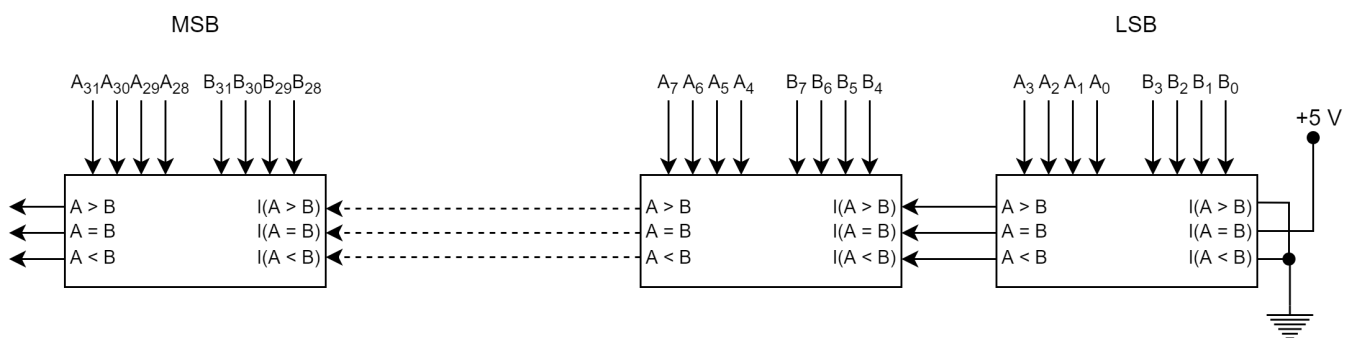 MSB LSB
A₃₁A₃₀A₂₉A₂₈ B₃₁B₃₀B₂₉B₂₈ A₇ A₆ A₅ A₄ B₇ B₆ B₅ B₄ A₃ A₂ A₁ A₀ B₃ B₂ B₁ B₀
+5 V
A > B I(A > B) A > B I(A > B) A > B I(A > B)
A = B I(A = B) A = B I(A = B) A = B I(A = B)
A < B I(A < B) A < B I(A < B) A < B I(A < B)